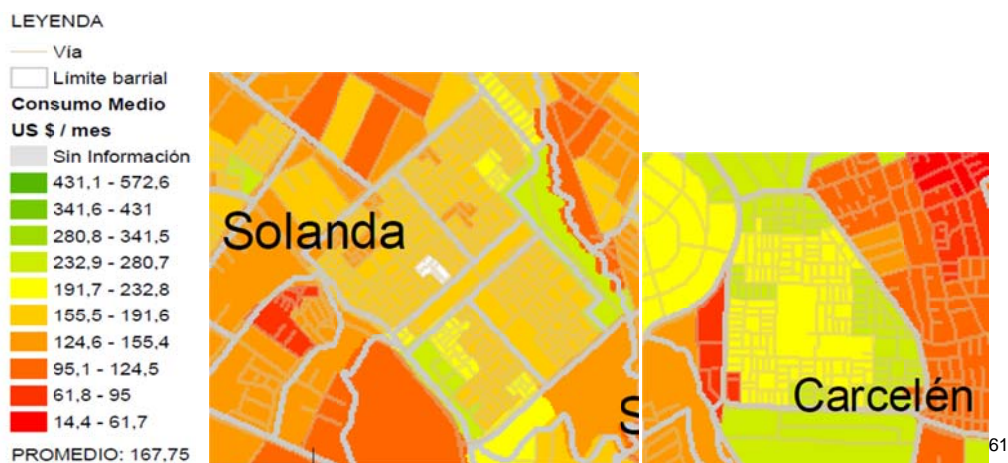 LEYENDA
Vía
Límite barrial
Consumo Medio
US $ / mes
Sin Información
431,1 - 572,6
341,6 - 431
280,8 - 341,5
232,9 - 280,7
191,7 - 232,8
155,5 - 191,6
124,6 - 155,4
95,1 - 124,5
61,8 - 95
14,4 - 61,7
PROMEDIO: 167,75
Solanda
S
Carcelén
61